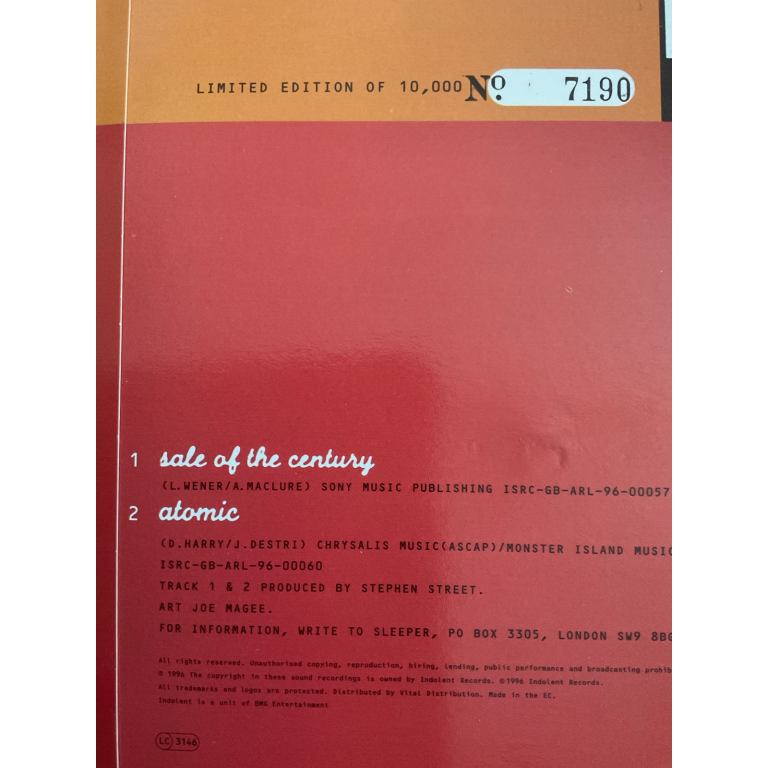 LIMITED EDITION OF 10,000 Nº. 7190
1 sale of the century
(L.WENER/A.MACLURE) SONY MUSIC PUBLISHING ISRC-GB-ARL-96-00057
2 atomic
(D.HARRY/J.DESTRI) CHRYSALIS MUSIC(ASCAP)/MONSTER ISLAND MUSIC
ISRC-GB-ARL-96-00060
TRACK 1 & 2 PRODUCED BY STEPHEN STREET.
ART JOE MAGEE.
FOR INFORMATION, WRITE TO SLEEPER, PO BOX 3305, LONDON SW9 8BG
All rights reserved. Unauthorised copying, reproduction, hiring, lending, public performance and broadcasting prohib
℗ 1996 The copyright in these sound recordings is owned by Indolent Records. ©1996 Indolent Records.
All trademarks and logos are protected. Distributed by Vital Distribution. Made in the EC.
Indolent is a unit of BMG Entertainment
LC 3146